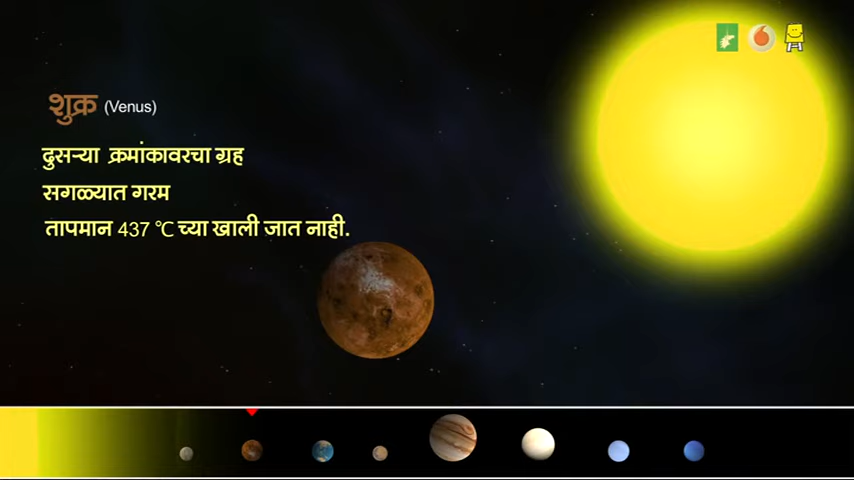 शुक्र (Venus)
दुसऱ्या क्रमांकावरचा ग्रह
सगळ्यात गरम
तापमान 437 °C च्या खाली जात नाही.